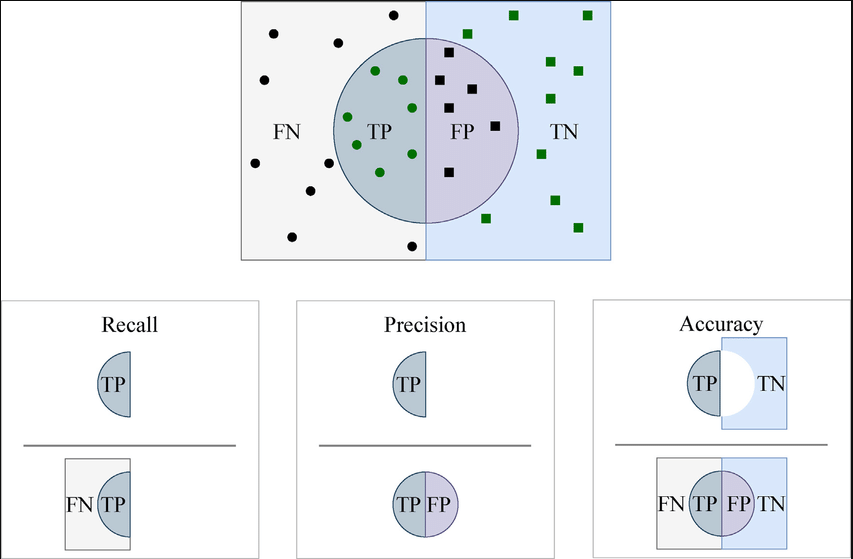 FN TP FP TN
Recall Precision Accuracy
TP TP TP TN
FN TP TP FP FN TP FP TN